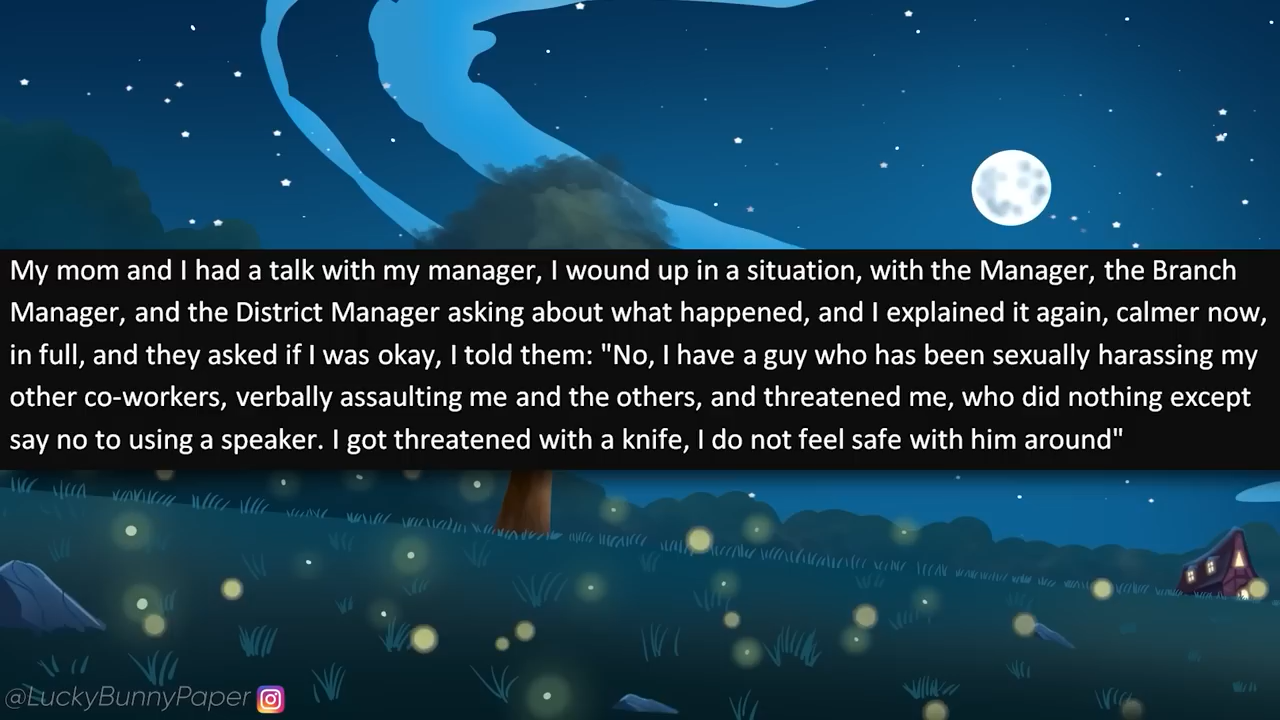 My mom and I had a talk with my manager, I wound up in a situation, with the Manager, the Branch
Manager, and the District Manager asking about what happened, and I explained it again, calmer now,
in full, and they asked if I was okay, I told them: "No, I have a guy who has been sexually harassing my
other co-workers, verbally assaulting me and the others, and threatened me, who did nothing except
say no to using a speaker. I got threatened with a knife, I do not feel safe with him around"
@LuckyBunnyPaper